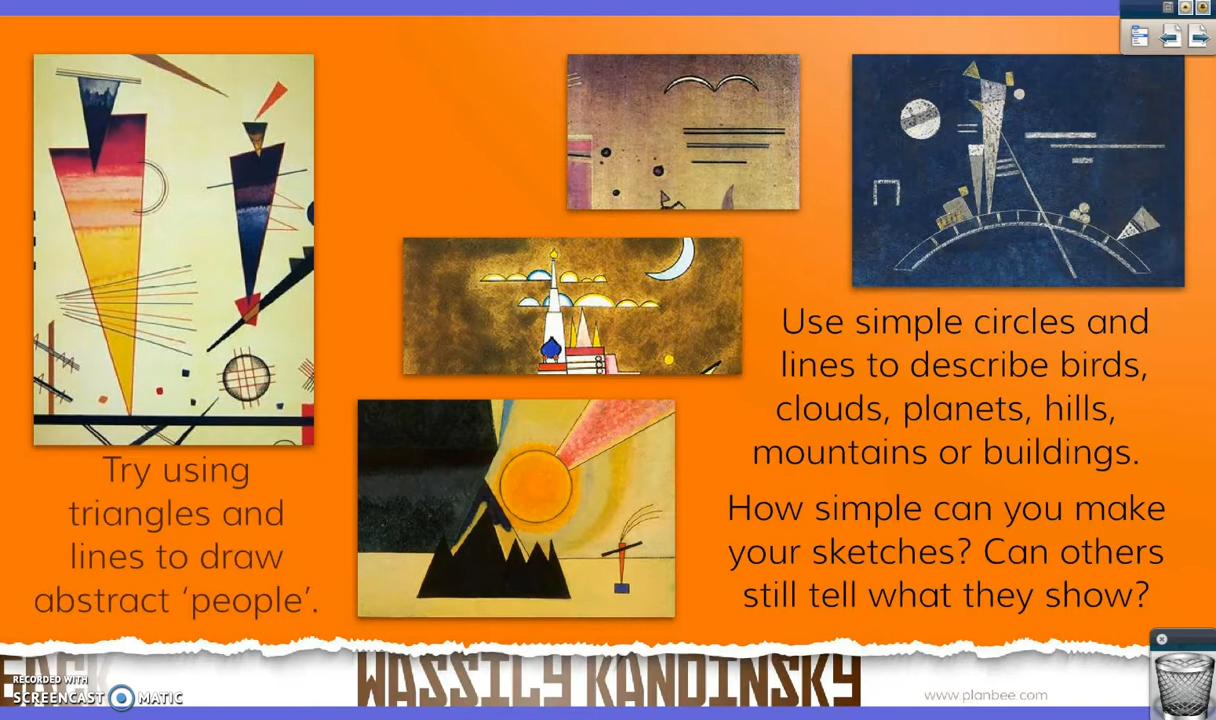 Try using
triangles and
lines to draw
abstract ‘people’.
Use simple circles and
lines to describe birds,
clouds, planets, hills,
mountains or buildings.
How simple can you make
your sketches? Can others
still tell what they show?
WASSILY KANDINSKY
www.planbee.com
RECORDED WITH
SCREENCAST MATIC